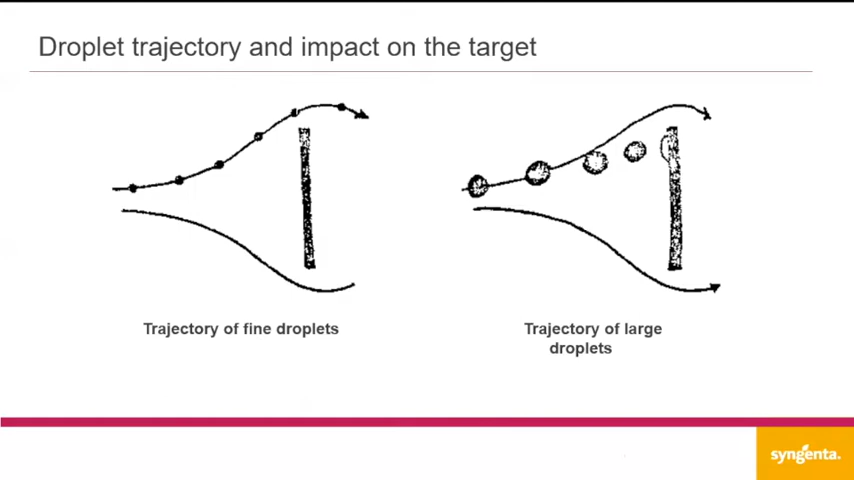 Droplet trajectory and impact on the target
Trajectory of fine droplets
Trajectory of large
droplets
syngenta.